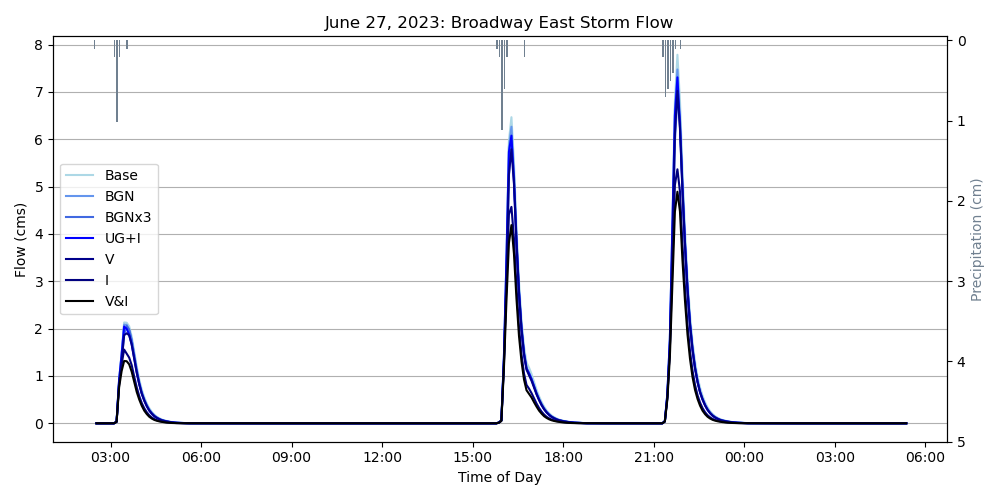 June 27, 2023: Broadway East Storm Flow
8
7
6
5
4
3
2
1
0
Flow (cms)
Base
BGN
BGNx3
UG+I
V
I
V&I
0
1
2
3
4
5
Precipitation (cm)
03:00 06:00 09:00 12:00 15:00 18:00 21:00 00:00 03:00 06:00
Time of Day